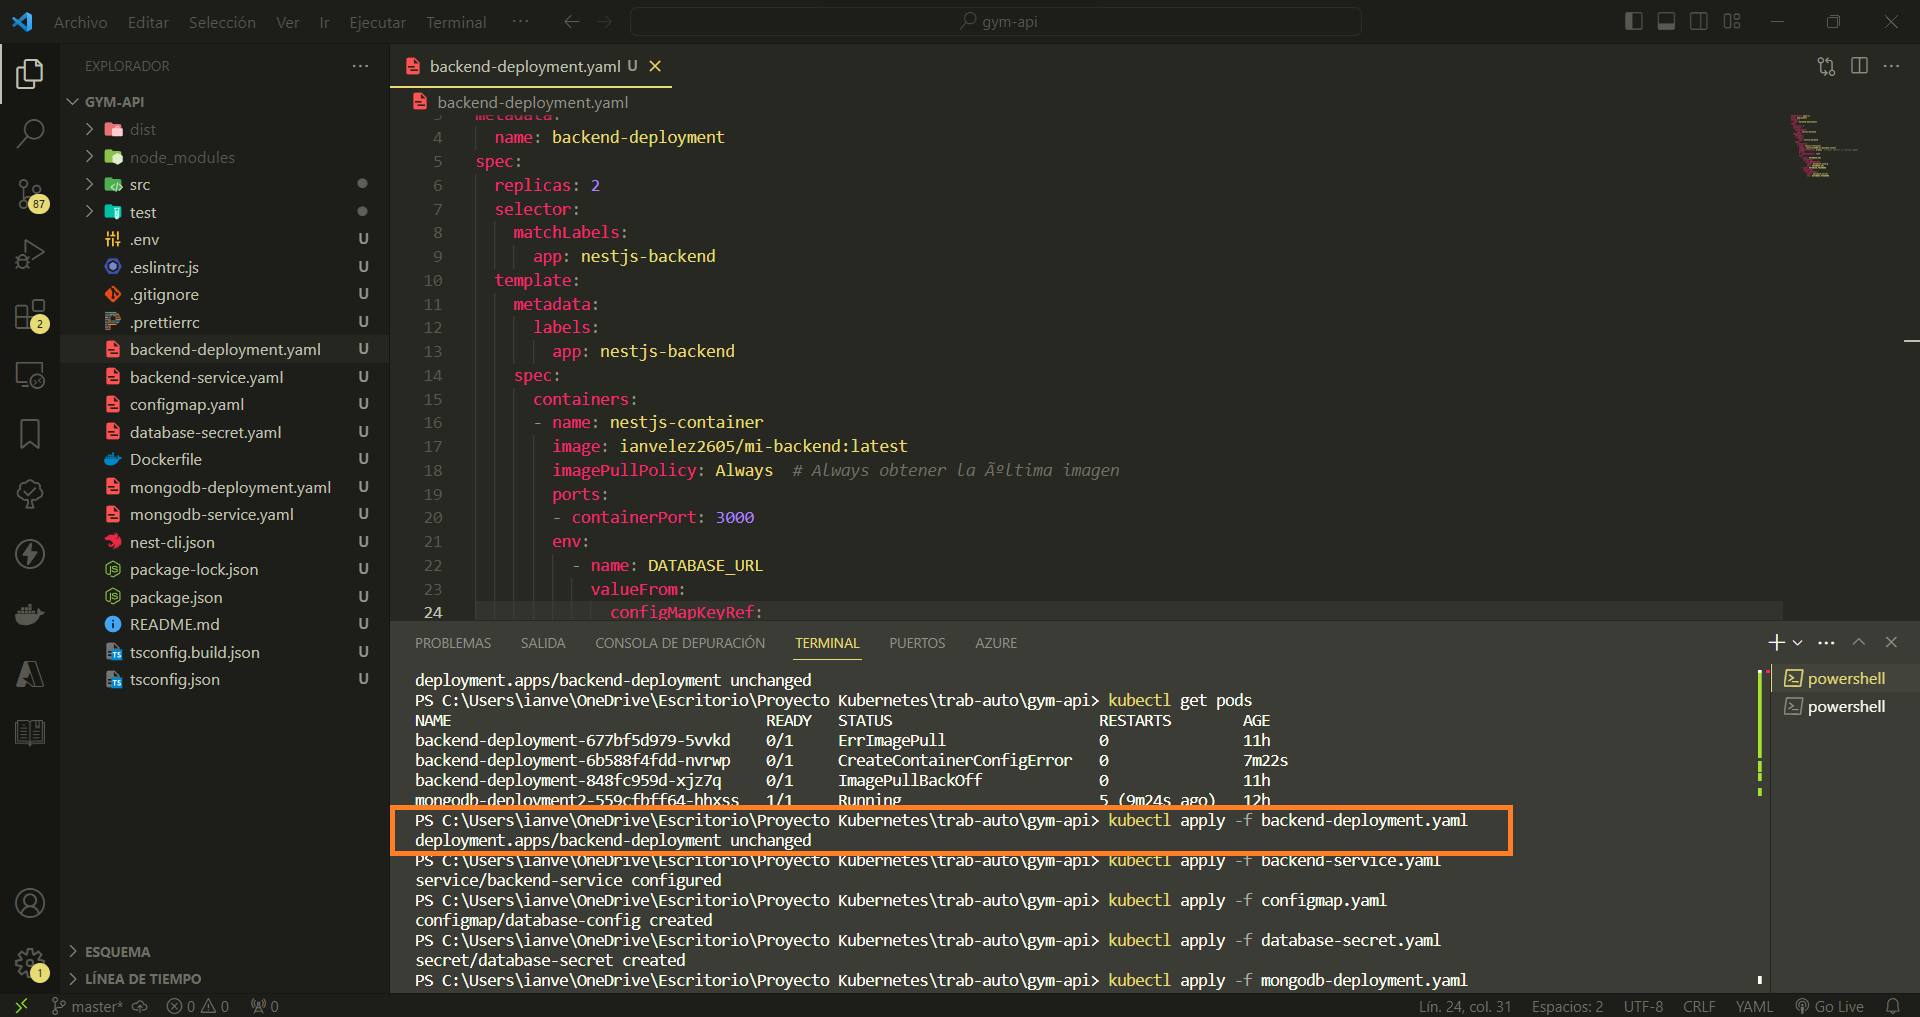 Archivo Editar Selección Ver Ir Ejecutar Terminal ··· gym-api
EXPLORADOR ···
GYM-API
dist
node_modules
src
test
.env U
.eslintrc.js U
.gitignore U
.prettierrc U
backend-deployment.yaml U
backend-service.yaml U
configmap.yaml U
database-secret.yaml U
Dockerfile U
mongodb-deployment.yaml U
mongodb-service.yaml U
nest-cli.json U
package-lock.json U
package.json U
README.md U
tsconfig.build.json U
tsconfig.json U
ESQUEMA
LÍNEA DE TIEMPO
87
2
1
backend-deployment.yaml U
backend-deployment.yaml
3 metadata:
4 name: backend-deployment
5 spec:
6 replicas: 2
7 selector:
8 matchLabels:
9 app: nestjs-backend
10 template:
11 metadata:
12 labels:
13 app: nestjs-backend
14 spec:
15 containers:
16 - name: nestjs-container
17 image: ianvelez2605/mi-backend:latest
18 imagePullPolicy: Always # Always obtener la Ãºltima imagen
19 ports:
20 - containerPort: 3000
21 env:
22 - name: DATABASE_URL
23 valueFrom:
24 configMapKeyRef:
PROBLEMAS SALIDA CONSOLA DE DEPURACIÓN TERMINAL PUERTOS AZURE
deployment.apps/backend-deployment unchanged
PS C:\Users\ianve\OneDrive\Escritorio\Proyecto Kubernetes\trab-auto\gym-api> kubectl get pods
NAME READY STATUS RESTARTS AGE
backend-deployment-677bf5d979-5vvkd 0/1 ErrImagePull 0 11h
backend-deployment-6b588f4fdd-nvrwp 0/1 CreateContainerConfigError 0 7m22s
backend-deployment-848fc959d-xjz7q 0/1 ImagePullBackOff 0 11h
mongodb-deployment2-559cfbff64-hhxss 1/1 Running 5 (9m24s ago) 12h
PS C:\Users\ianve\OneDrive\Escritorio\Proyecto Kubernetes\trab-auto\gym-api> kubectl apply -f backend-deployment.yaml
deployment.apps/backend-deployment unchanged
PS C:\Users\ianve\OneDrive\Escritorio\Proyecto Kubernetes\trab-auto\gym-api> kubectl apply -f backend-service.yaml
service/backend-service configured
PS C:\Users\ianve\OneDrive\Escritorio\Proyecto Kubernetes\trab-auto\gym-api> kubectl apply -f configmap.yaml
configmap/database-config created
PS C:\Users\ianve\OneDrive\Escritorio\Proyecto Kubernetes\trab-auto\gym-api> kubectl apply -f database-secret.yaml
secret/database-secret created
PS C:\Users\ianve\OneDrive\Escritorio\Proyecto Kubernetes\trab-auto\gym-api> kubectl apply -f mongodb-deployment.yaml
powershell
powershell
master* 0 0 0 Lín. 24, col. 31 Espacios: 2 UTF-8 CRLF YAML Go Live